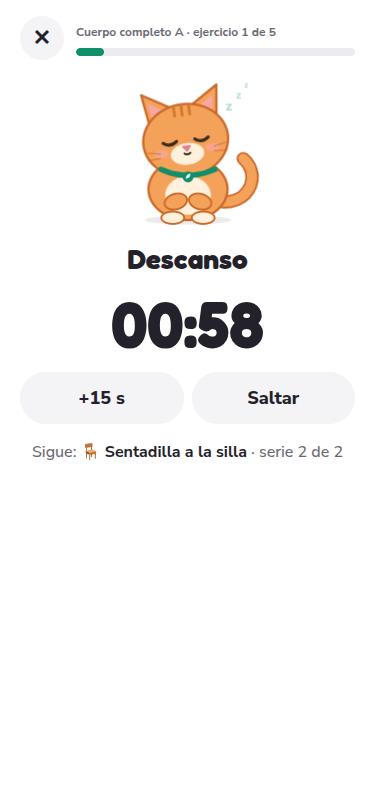 Cuerpo completo A · ejercicio 1 de 5
z z z
Descanso
00:58
+15 s
Saltar
Sigue: 🪑 Sentadilla a la silla · serie 2 de 2